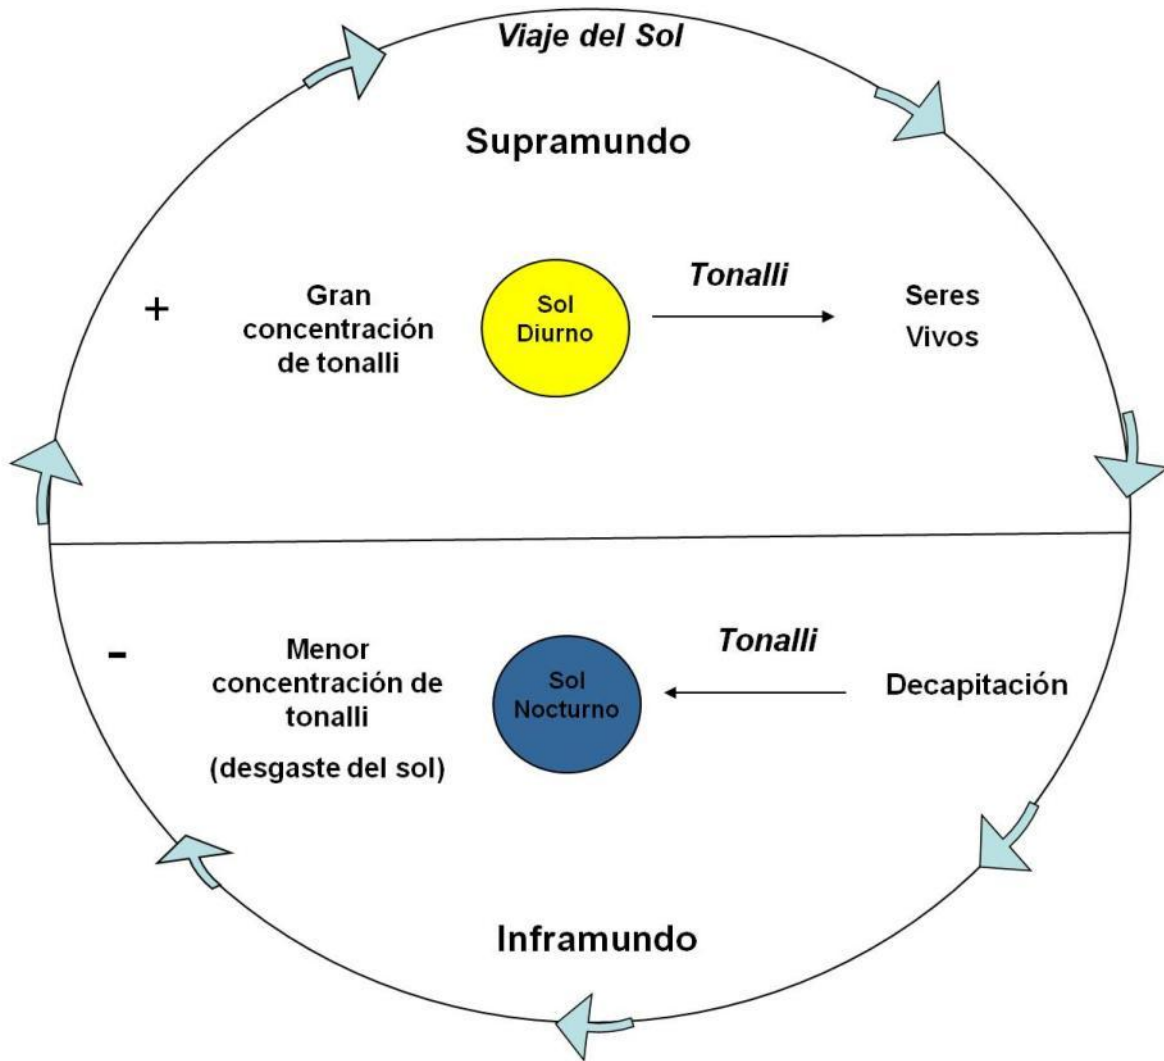 Viaje del Sol
Supramundo
+
Gran
concentración
de tonalli
Sol
Diurno
Tonalli
Seres
Vivos
-
Menor
concentración de
tonalli
(desgaste del sol)
Sol
Nocturno
Tonalli
Decapitación
Inframundo